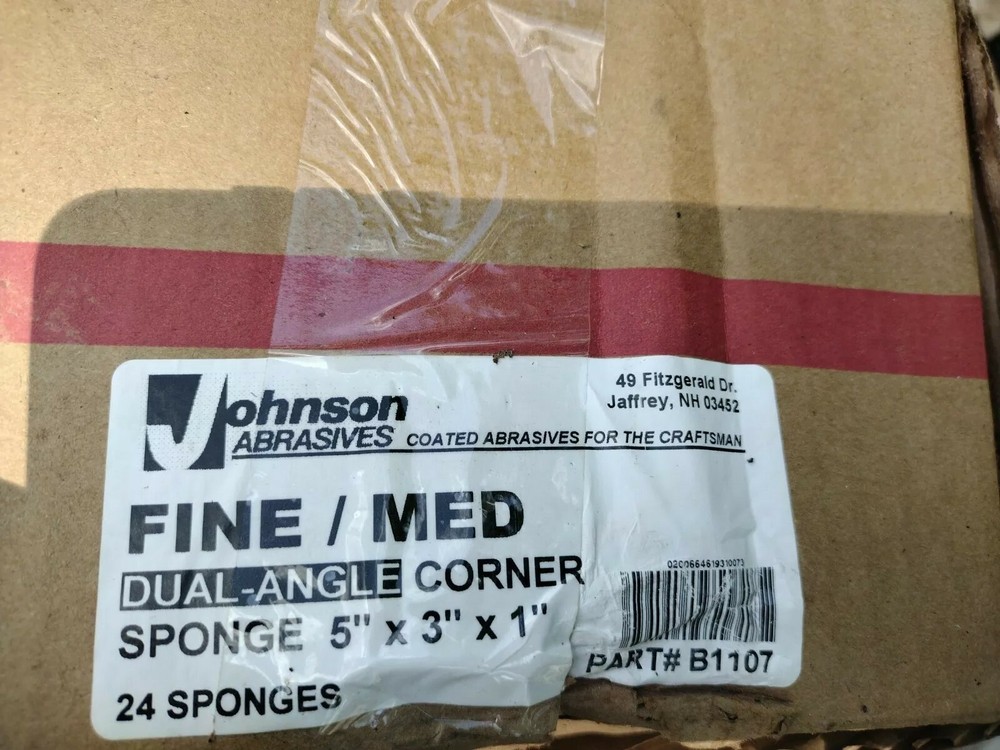 Johnson
ABRASIVES COATED ABRASIVES FOR THE CRAFTSMAN
49 Fitzgerald Dr.
Jaffrey, NH 03452
FINE / MED
DUAL-ANGLE CORNER
SPONGE 5" x 3" x 1"
24 SPONGES
0200664619310073
PART# B1107